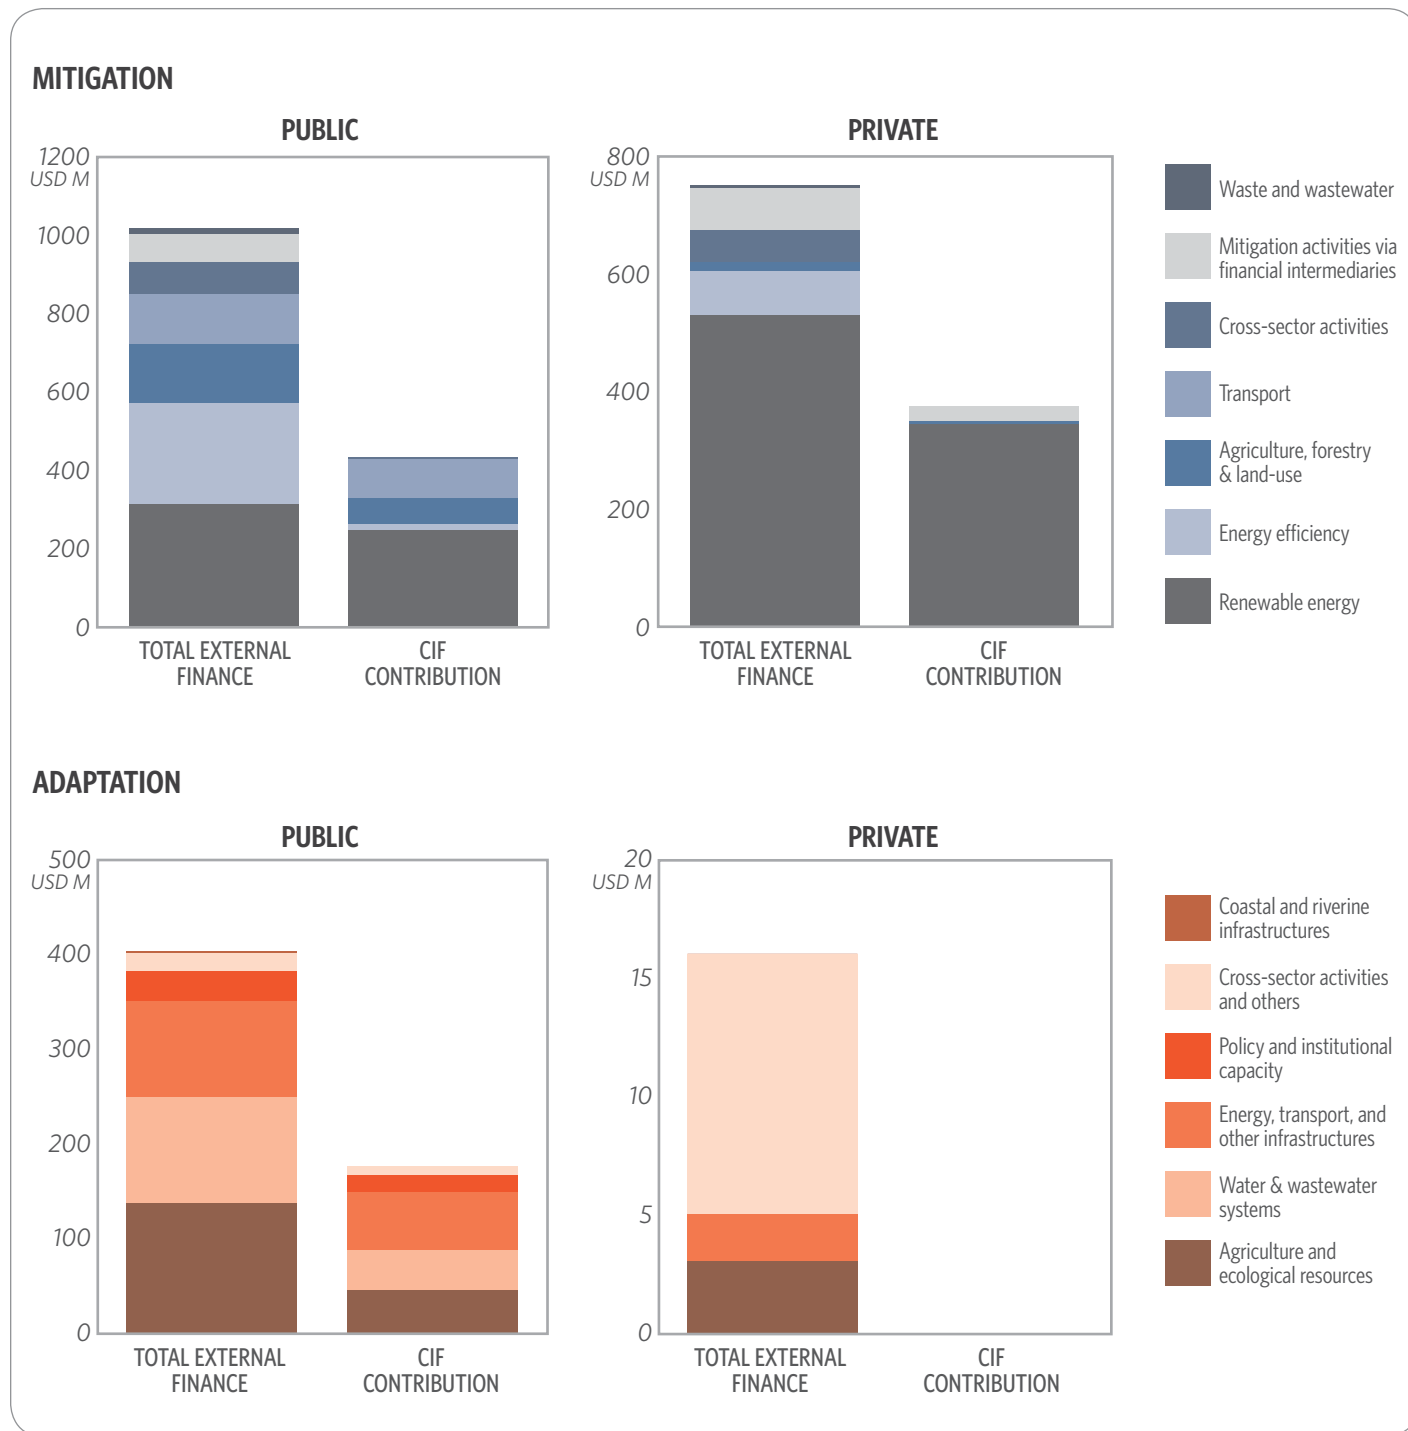 MITIGATION
PUBLIC
1200
USD M
1000
800
600
400
200
0
TOTAL EXTERNAL
FINANCE
CIF
CONTRIBUTION
PRIVATE
800
USD M
600
400
200
0
TOTAL EXTERNAL
FINANCE
CIF
CONTRIBUTION
Waste and wastewater
Mitigation activities via
financial intermediaries
Cross-sector activities
Transport
Agriculture, forestry
& land-use
Energy efficiency
Renewable energy
ADAPTATION
PUBLIC
500
USD M
400
300
200
100
0
TOTAL EXTERNAL
FINANCE
CIF
CONTRIBUTION
PRIVATE
20
USD M
15
10
5
0
TOTAL EXTERNAL
FINANCE
CIF
CONTRIBUTION
Coastal and riverine
infrastructures
Cross-sector activities
and others
Policy and institutional
capacity
Energy, transport, and
other infrastructures
Water & wastewater
systems
Agriculture and
ecological resources